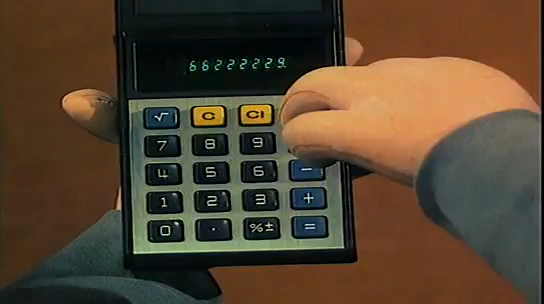 66222229.
√ C CI
7 8 9
4 5 6 −
1 2 3 +
0 . %± =